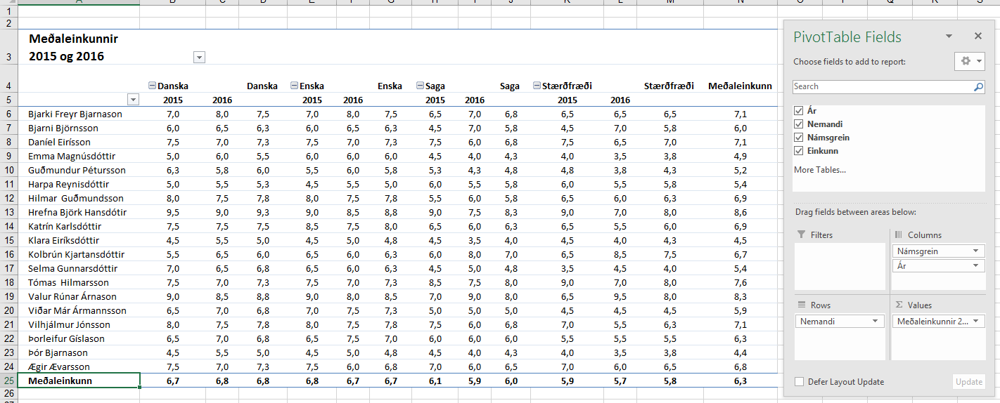 A B C D E F G H I J K L M N O P Q R S
1
2
Meðaleinkunnir
3 2015 og 2016
4 Danska Danska Enska Enska Saga Saga Stærðfræði Stærðfræði Meðaleinkunn
5 2015 2016 2015 2016 2015 2016 2015 2016
6 Bjarki Freyr Bjarnason 7,0 8,0 7,5 7,0 8,0 7,5 6,5 7,0 6,8 6,5 6,5 6,5 7,1
7 Bjarni Björnsson 6,0 6,5 6,3 6,0 6,5 6,3 4,5 7,0 5,8 4,5 7,0 5,8 6,0
8 Daníel Eirísson 7,5 7,0 7,3 7,5 7,0 7,3 7,5 6,0 6,8 7,5 6,5 7,0 7,1
9 Emma Magnúsdóttir 5,0 6,0 5,5 6,0 6,0 6,0 4,5 4,0 4,3 4,0 3,5 3,8 4,9
10 Guðmundur Pétursson 6,3 5,8 6,0 5,5 6,0 5,8 5,3 4,3 4,8 4,8 3,8 4,3 5,2
11 Harpa Reynisdóttir 5,0 5,5 5,3 4,5 5,5 5,0 6,0 5,5 5,8 6,0 5,5 5,8 5,4
12 Hilmar Guðmundsson 8,0 7,5 7,8 8,0 7,5 7,8 5,5 6,0 5,8 6,5 6,0 6,3 6,9
13 Hrefna Björk Hansdótir 9,5 9,0 9,3 9,0 8,5 8,8 9,0 7,5 8,3 9,0 7,0 8,0 8,6
14 Katrín Karlsdóttir 7,5 7,5 7,5 8,5 7,5 8,0 6,5 6,0 6,3 6,5 5,5 6,0 6,9
15 Klara Eiríksdóttir 4,5 5,5 5,0 4,5 5,0 4,8 4,5 3,5 4,0 4,5 4,0 4,3 4,5
16 Kolbrún Kjartansdóttir 5,5 6,5 6,0 6,5 6,0 6,3 6,0 8,0 7,0 6,5 8,5 7,5 6,7
17 Selma Gunnarsdóttir 7,0 6,5 6,8 6,5 6,0 6,3 4,5 5,0 4,8 3,5 4,5 4,0 5,4
18 Tómas Hilmarsson 7,5 7,0 7,3 7,5 7,0 7,3 8,5 7,5 8,0 9,0 7,0 8,0 7,6
19 Valur Rúnar Árnason 9,0 8,5 8,8 9,0 8,0 8,5 7,0 9,0 8,0 6,5 9,5 8,0 8,3
20 Viðar Már Ármannsson 6,5 7,0 6,8 7,0 7,5 7,3 5,0 5,0 5,0 4,5 4,5 4,5 5,9
21 Vilhjálmur Jónsson 8,0 7,5 7,8 8,0 7,5 7,8 7,5 6,0 6,8 7,0 5,5 6,3 7,1
22 Þorleifur Gíslason 6,5 7,0 6,8 6,5 7,5 7,0 6,0 6,0 6,0 5,5 5,5 5,5 6,3
23 Þór Bjarnason 4,5 5,5 5,0 4,5 5,0 4,8 4,5 4,0 4,3 4,0 3,5 3,8 4,4
24 Ægir Ævarsson 7,5 7,0 7,3 7,5 6,0 6,8 7,0 6,0 6,5 7,0 6,0 6,5 6,8
25 Meðaleinkunn 6,7 6,8 6,8 6,8 6,7 6,7 6,1 5,9 6,0 5,9 5,7 5,8 6,3
26
27
PivotTable Fields
Choose fields to add to report:
Search
Ár
Nemandi
Námsgrein
Einkunn
More Tables...
Drag fields between areas below:
Filters
Columns
Námsgrein
Ár
Rows
Nemandi
Σ Values
Meðaleinkunnir 2...
Defer Layout Update
Update